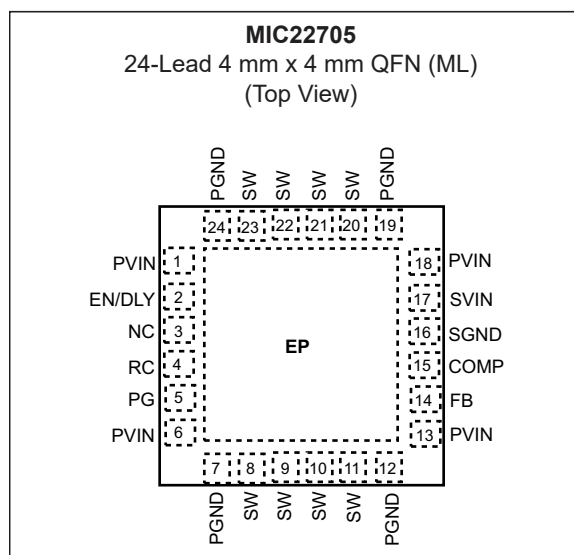 MIC22705
24-Lead 4 mm x 4 mm QFN (ML)
(Top View)
PGND SW SW SW SW PGND
24 23 22 21 20 19
PVIN 1 18 PVIN
EN/DLY 2 17 SVIN
NC 3 16 SGND
RC 4 EP 15 COMP
PG 5 14 FB
PVIN 6 13 PVIN
7 8 9 10 11 12
PGND SW SW SW SW PGND